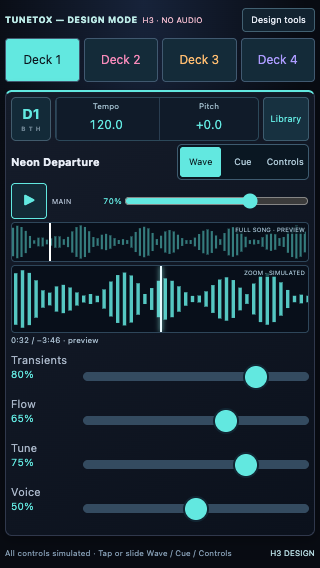 TUNETOX — DESIGN MODE H3 · NO AUDIO
Design tools
Deck 1
Deck 2
Deck 3
Deck 4
D1
BTH
Tempo
120.0
Pitch
+0.0
Library
Neon Departure
Wave
Cue
Controls
MAIN
70%
FULL SONG · PREVIEW
ZOOM · SIMULATED
0:32 / −3:46 · preview
Transients
80%
Flow
65%
Tune
75%
Voice
50%
All controls simulated · Tap or slide Wave / Cue / Controls
H3 DESIGN